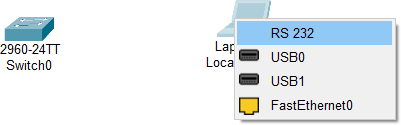 2960-24TT
Switch0
Lap
Loca
RS 232
USB0
USB1
FastEthernet0